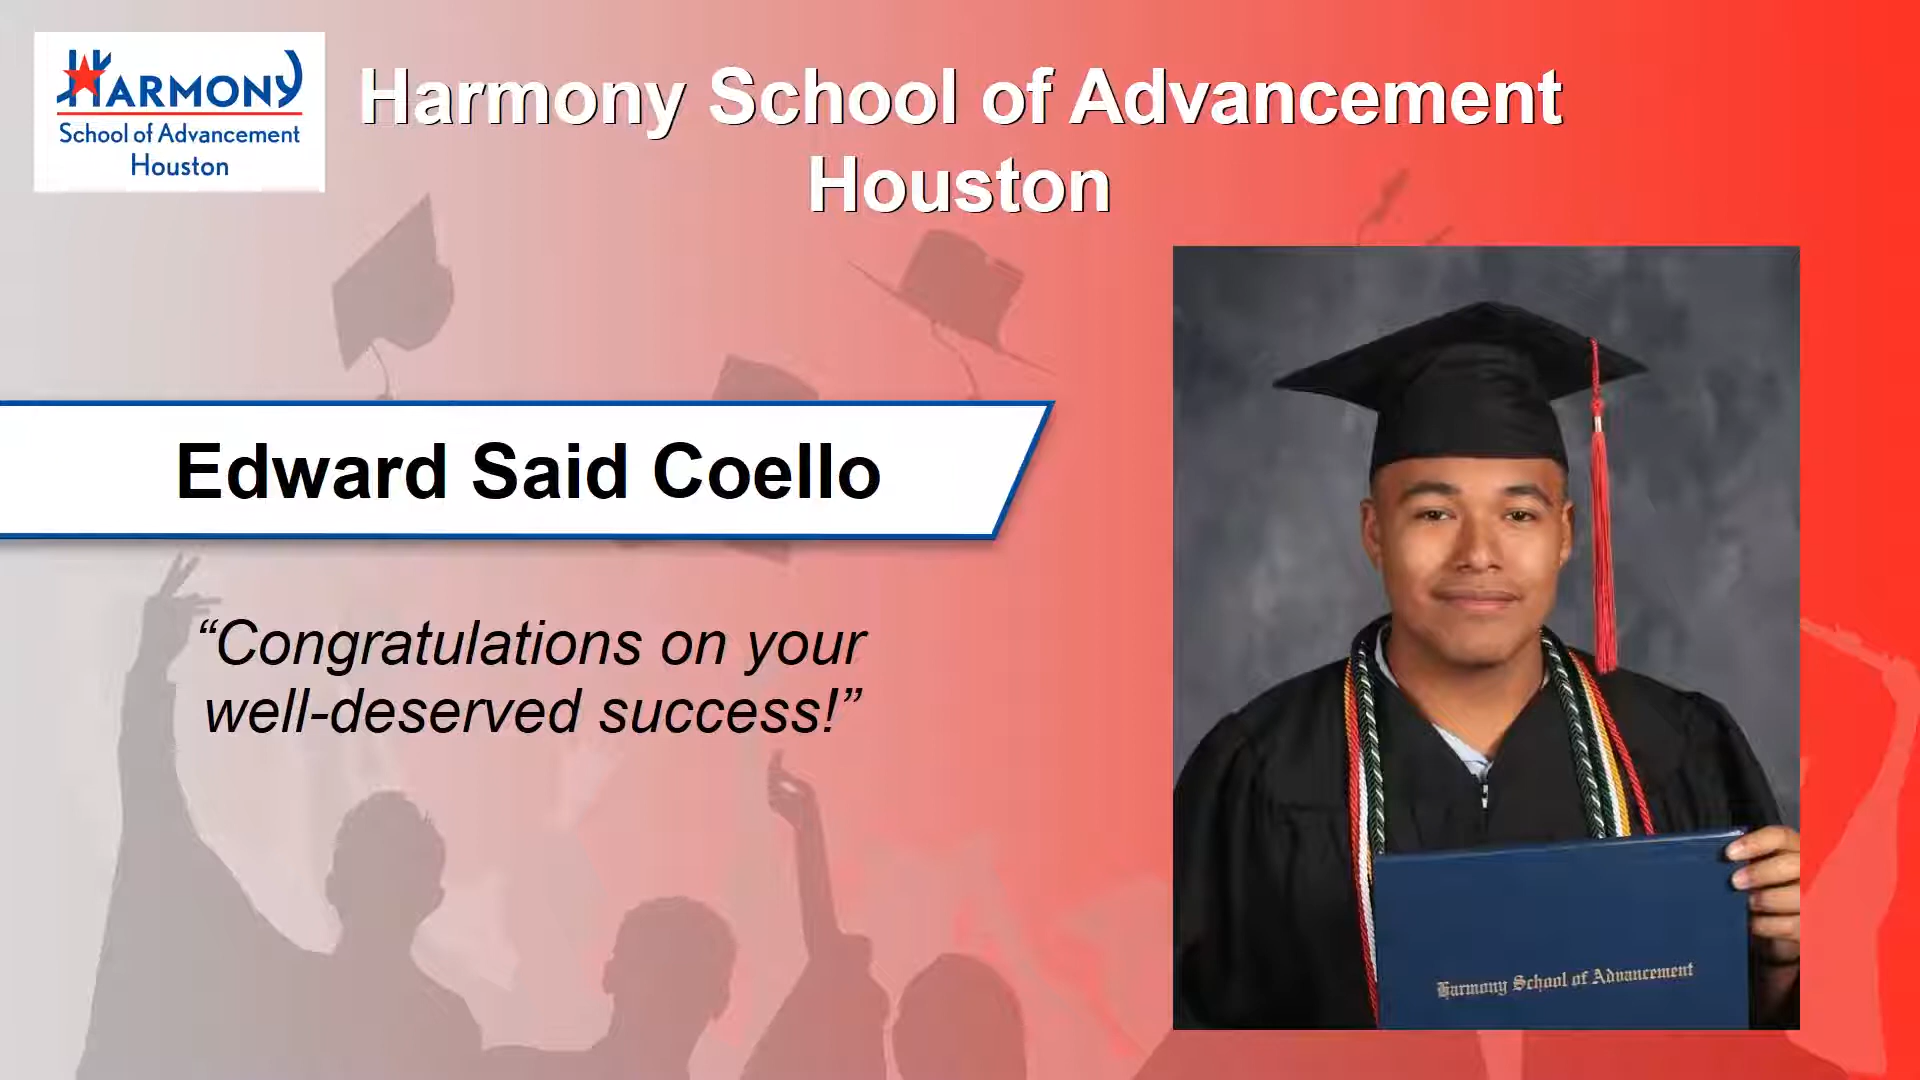 HARMONY
School of Advancement
Houston
Harmony School of Advancement
Houston
Edward Said Coello
“Congratulations on your
well-deserved success!”
Harmony School of Advancement